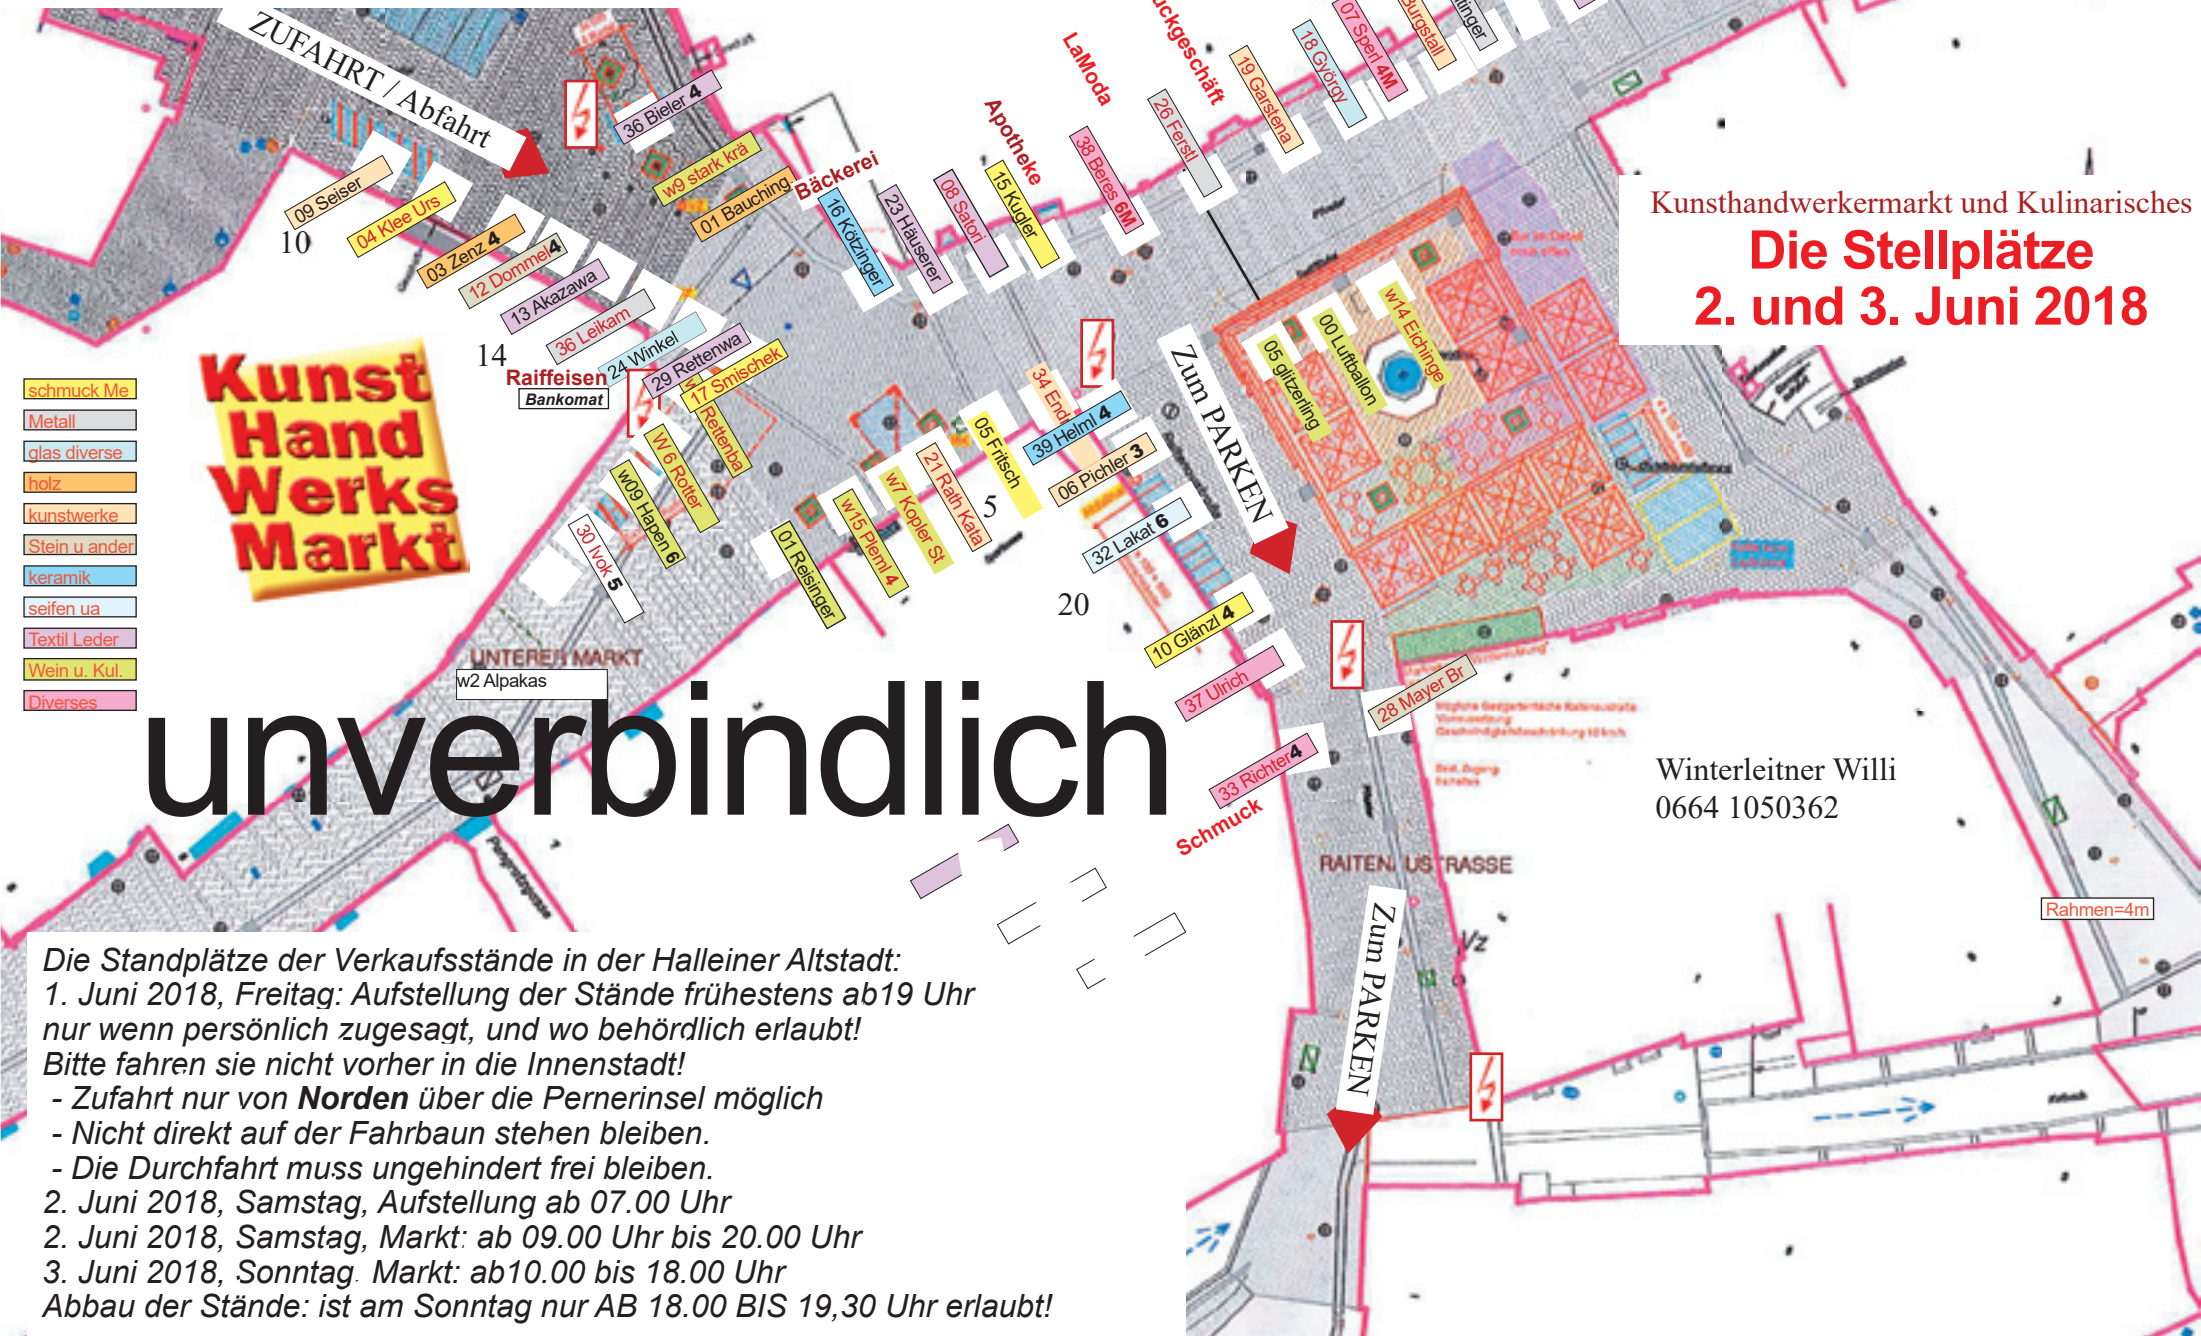 ZUFAHRT / Abfahrt
36 Bieler 4
w9 stark krä
01 Bauching.
Bäckerei
16 Kötzinger
23 Häuserer
08 Satori
15 Kugler
Apotheke
LaModa
38 Beres 6M
26 Ferstl
19 Garstena
18 György
07 Sperl 4M
Burgstall
09 Seiser
10
04 Klee Urs
03 Zenz 4
12 Dommel4
13 Akazawa
14
36 Leikam
24 Winkel
29 Rettenwa
17 Smischek
Rettenba
Raiffeisen
Bankomat
Kunsthandwerkermarkt und Kulinarisches
Die Stellplätze
2. und 3. Juni 2018
Kunst
Hand
Werks
Markt
schmuck Me
Metall
glas diverse
holz
kunstwerke
Stein u ander
keramik
seifen ua
Textil Leder
Wein u. Kul.
Diverses
W6 Rotter
w09 Hapen 6
30 Ivok 5
01 Reisinger
w15 Pleml 4
w7 Kopler St
21 Rath Kata
05 Fritsch
5
34 End
39 Helml 4
06 Pichler 3
32 Lakat 6
20
10 Glänzl 4
37 Ulrich
33 Richter4
Schmuck
28 Mayer Br
Zum PARKEN
05 glitzerling
00 Luftballon
w14 Eichinge
UNTERER MARKT
w2 Alpakas
unverbindlich
Winterleitner Willi
0664 1050362
Rahmen=4m
Zum PARKEN
Vz
Die Standplätze der Verkaufsstände in der Halleiner Altstadt:
1. Juni 2018, Freitag: Aufstellung der Stände frühestens ab19 Uhr
nur wenn persönlich zugesagt, und wo behördlich erlaubt!
Bitte fahren sie nicht vorher in die Innenstadt!
- Zufahrt nur von Norden über die Pernerinsel möglich
- Nicht direkt auf der Fahrbaun stehen bleiben.
- Die Durchfahrt muss ungehindert frei bleiben.
2. Juni 2018, Samstag, Aufstellung ab 07.00 Uhr
2. Juni 2018, Samstag, Markt: ab 09.00 Uhr bis 20.00 Uhr
3. Juni 2018, Sonntag. Markt: ab10.00 bis 18.00 Uhr
Abbau der Stände: ist am Sonntag nur AB 18.00 BIS 19,30 Uhr erlaubt!